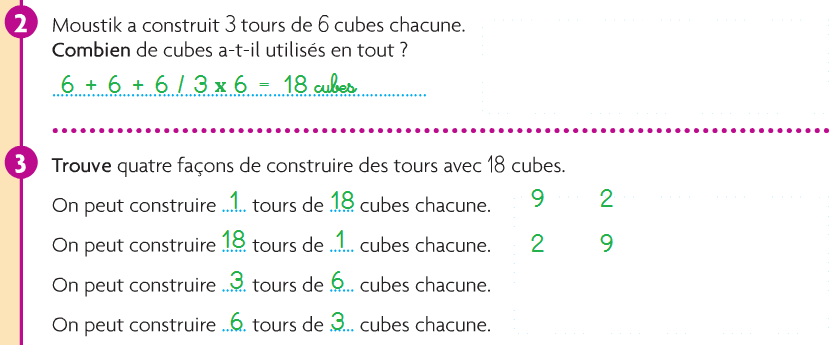 2 Moustik a construit 3 tours de 6 cubes chacune.
Combien de cubes a-t-il utilisés en tout ?
6 + 6 + 6 / 3 x 6 = 18 cubes
3 Trouve quatre façons de construire des tours avec 18 cubes.
On peut construire 1 tours de 18 cubes chacune. 9 2
On peut construire 18 tours de 1 cubes chacune. 2 9
On peut construire 3 tours de 6 cubes chacune.
On peut construire 6 tours de 3 cubes chacune.